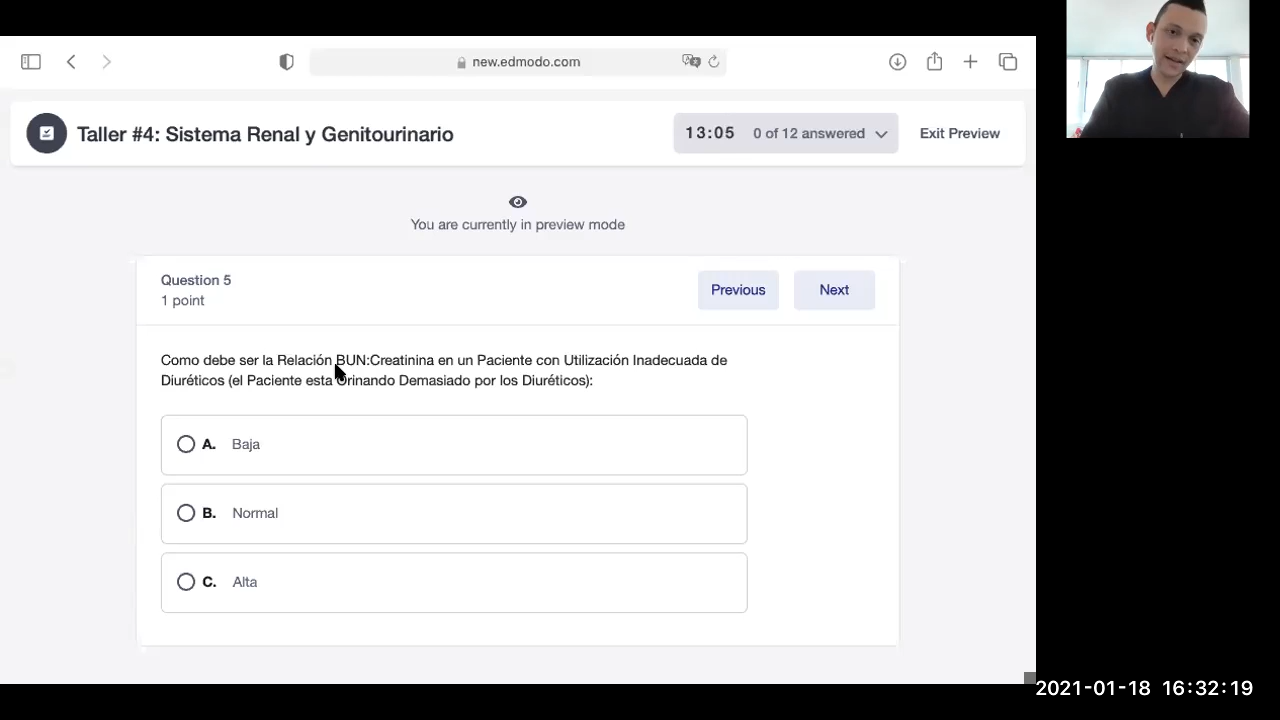 new.edmodo.com
Taller #4: Sistema Renal y Genitourinario
13:05 0 of 12 answered
Exit Preview
You are currently in preview mode
Question 5
1 point
Previous
Next
Como debe ser la Relación BUN:Creatinina en un Paciente con Utilización Inadecuada de
Diuréticos (el Paciente esta Orinando Demasiado por los Diuréticos):
A. Baja
B. Normal
C. Alta
2021-01-18 16:32:19